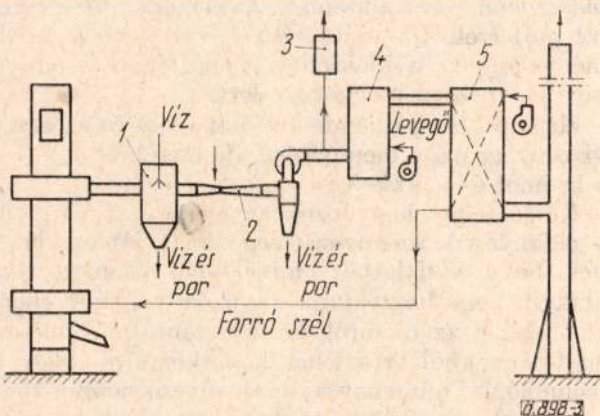 3
4
5
1
Víz
Levegő
2
Víz és
por
Víz és
por
Forró szél
d.898-3.